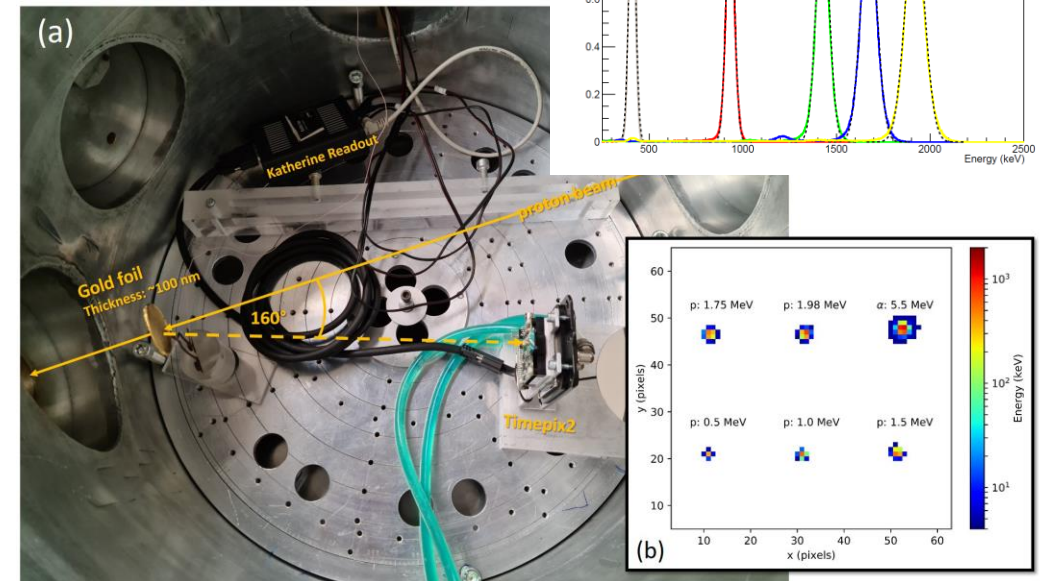 (a)
Katherine Readout
proton beam
Gold foil
Thickness: ~100 nm
160°
Timepix2
0.6
0.4
0.2
0
500
1000
1500
2000
2500
Energy (keV)
60
50
40
30
20
10
y (pixels)
p: 1.75 MeV
p: 1.98 MeV
α: 5.5 MeV
p: 0.5 MeV
p: 1.0 MeV
p: 1.5 MeV
10
20
30
40
50
60
x (pixels)
(b)
10³
10²
10¹
Energy (keV)